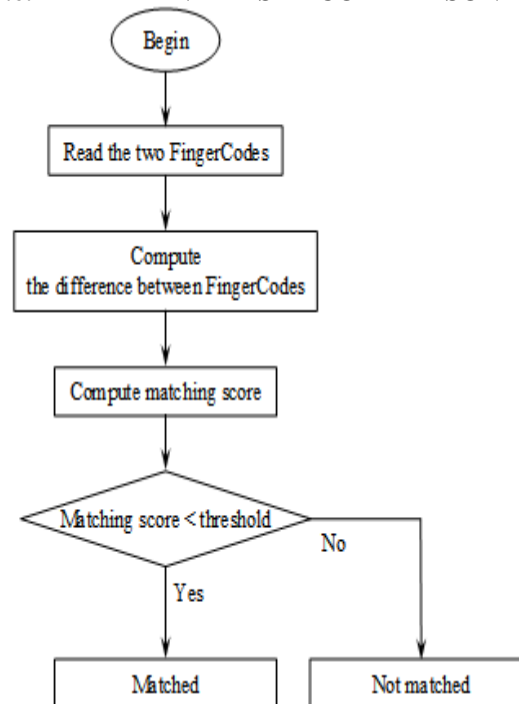 Begin
Read the two FingerCodes
Compute
the difference between FingerCodes
Compute matching score
Matching score < threshold
No
Yes
Matched
Not matched